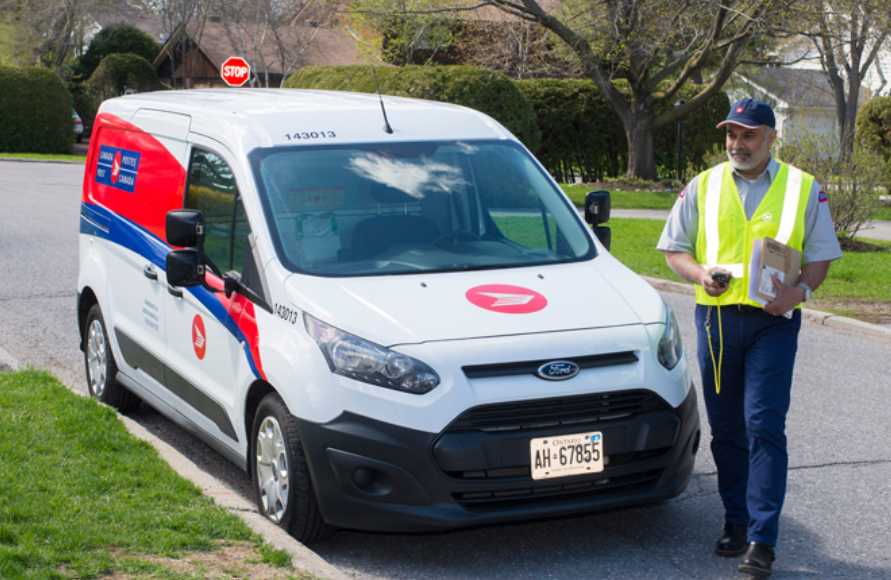 STOP
143013
CANADA POSTES
POST CANADA
143013
Ford
ONTARIO
AH 67855